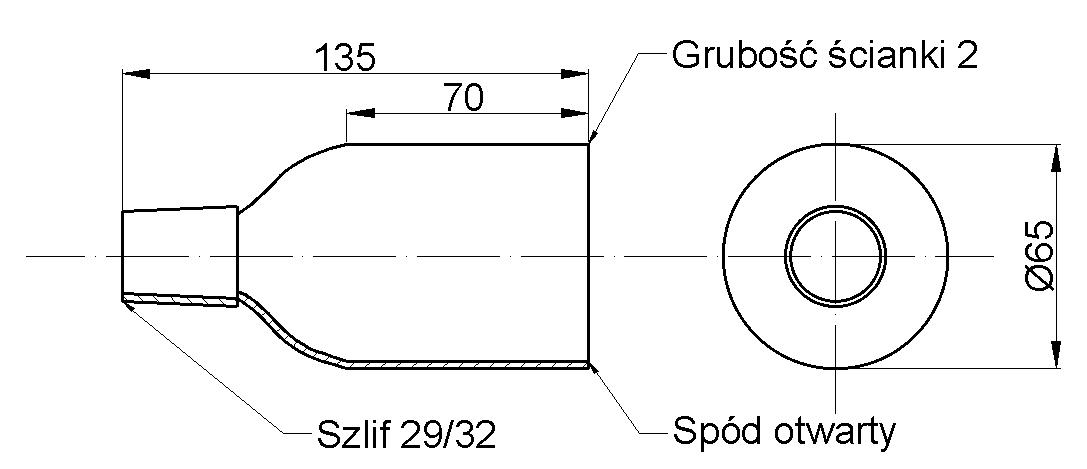 135
Grubość ścianki 2
70
Ø65
Szlif 29/32
Spód otwarty